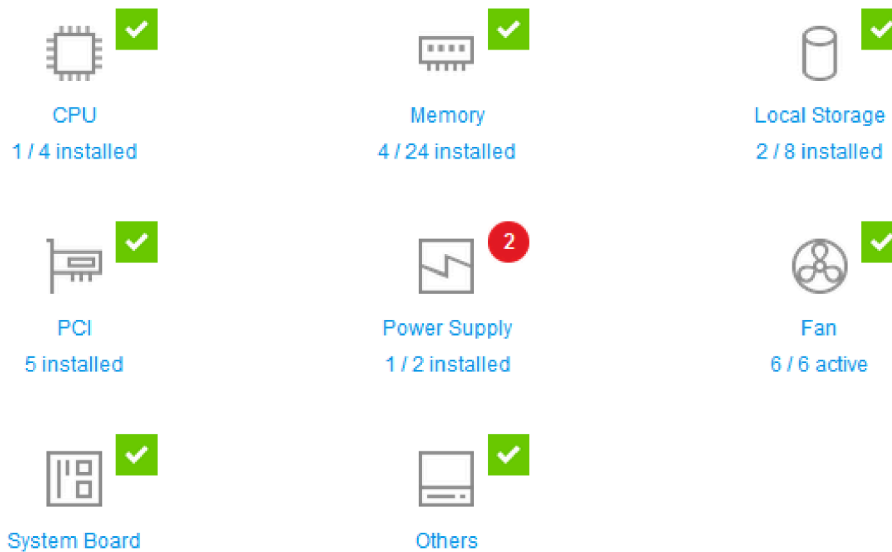 CPU
1 / 4 installed
Memory
4 / 24 installed
Local Storage
2 / 8 installed
PCI
5 installed
2
Power Supply
1 / 2 installed
Fan
6 / 6 active
System Board
Others